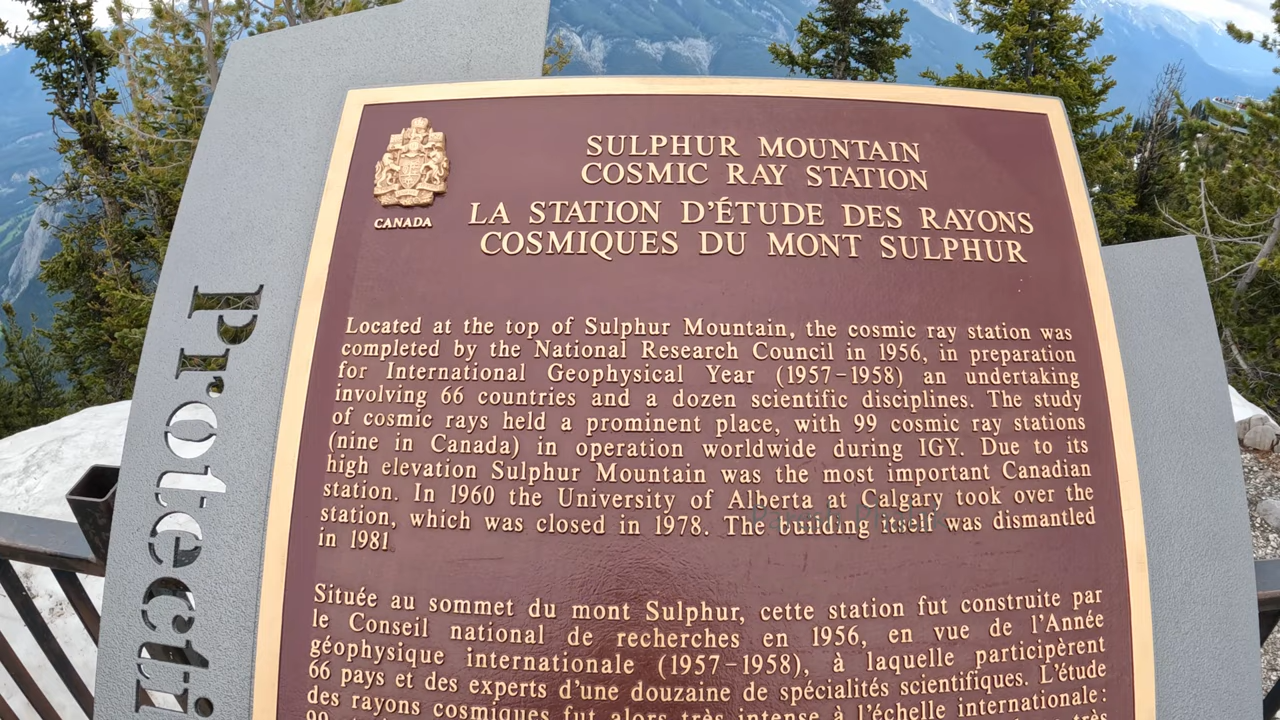 SULPHUR MOUNTAIN
COSMIC RAY STATION
LA STATION D'ÉTUDE DES RAYONS
COSMIQUES DU MONT SULPHUR
CANADA
Located at the top of Sulphur Mountain, the cosmic ray station was
completed by the National Research Council in 1956, in preparation
for International Geophysical Year (1957–1958) an undertaking
involving 66 countries and a dozen scientific disciplines. The study
of cosmic rays held a prominent place, with 99 cosmic ray stations
(nine in Canada) in operation worldwide during IGY. Due to its
high elevation Sulphur Mountain was the most important Canadian
station. In 1960 the University of Alberta at Calgary took over the
station, which was closed in 1978. The building itself was dismantled
in 1981
Située au sommet du mont Sulphur, cette station fut construite par
le Conseil national de recherches en 1956, en vue de l'Année
géophysique internationale (1957–1958), à laquelle participèrent
66 pays et des experts d'une douzaine de spécialités scientifiques. L'étude
des rayons cosmiques fut alors très intense à l'échelle internationale:
Protecti